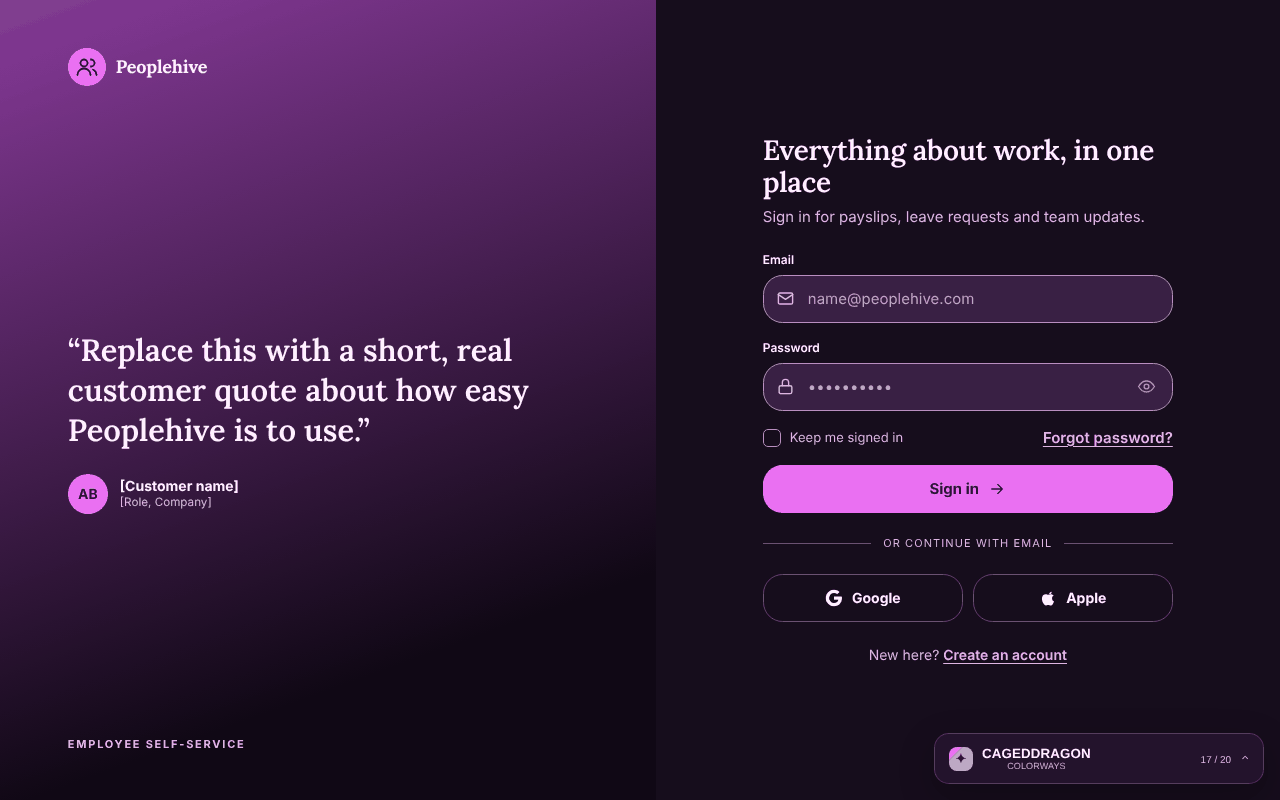 Peoplehive
“Replace this with a short, real
customer quote about how easy
Peoplehive is to use.”
AB
[Customer name]
[Role, Company]
EMPLOYEE SELF-SERVICE
Everything about work, in one
place
Sign in for payslips, leave requests and team updates.
Email
name@peoplehive.com
Password
Keep me signed in
Forgot password?
Sign in
OR CONTINUE WITH EMAIL
Google
Apple
New here? Create an account
CAGEDDRAGON
COLORWAYS
17 / 20